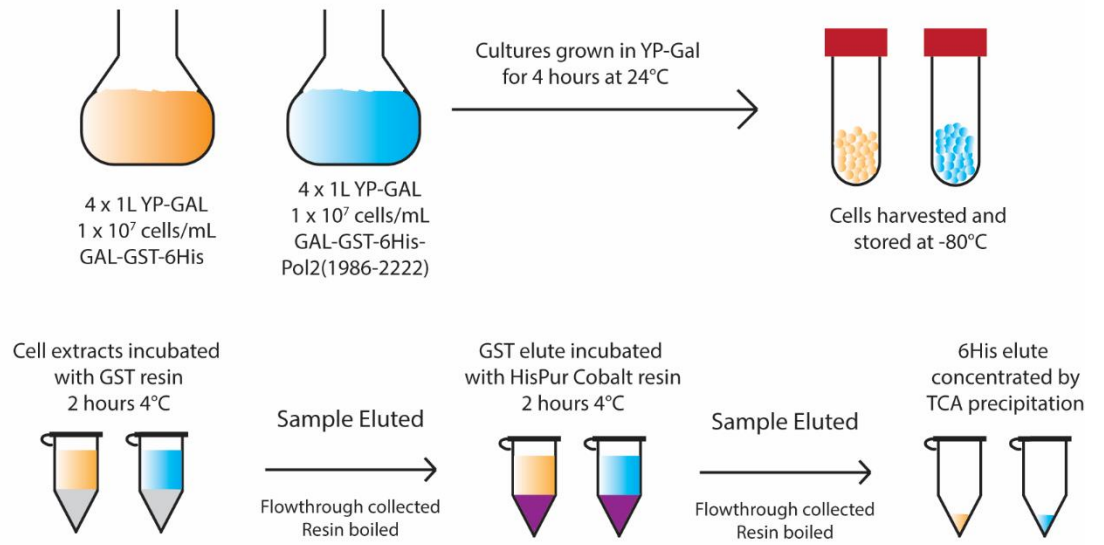 Cultures grown in YP-Gal
for 4 hours at 24°C
4 x 1L YP-GAL
1 x 10⁷ cells/mL
GAL-GST-6His
4 x 1L YP-GAL
1 x 10⁷ cells/mL
GAL-GST-6His-
Pol2(1986-2222)
Cells harvested and
stored at -80°C
Cell extracts incubated
with GST resin
2 hours 4°C
Sample Eluted
Flowthrough collected
Resin boiled
GST elute incubated
with HisPur Cobalt resin
2 hours 4°C
Sample Eluted
Flowthrough collected
Resin boiled
6His elute
concentrated by
TCA precipitation